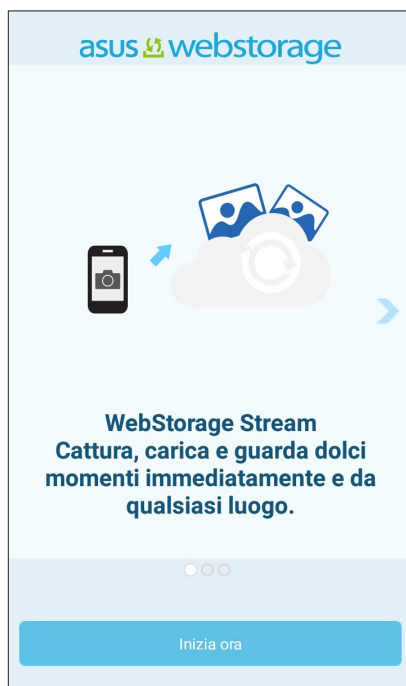 asus webstorage
WebStorage Stream
Cattura, carica e guarda dolci
momenti immediatamente e da
qualsiasi luogo.
Inizia ora